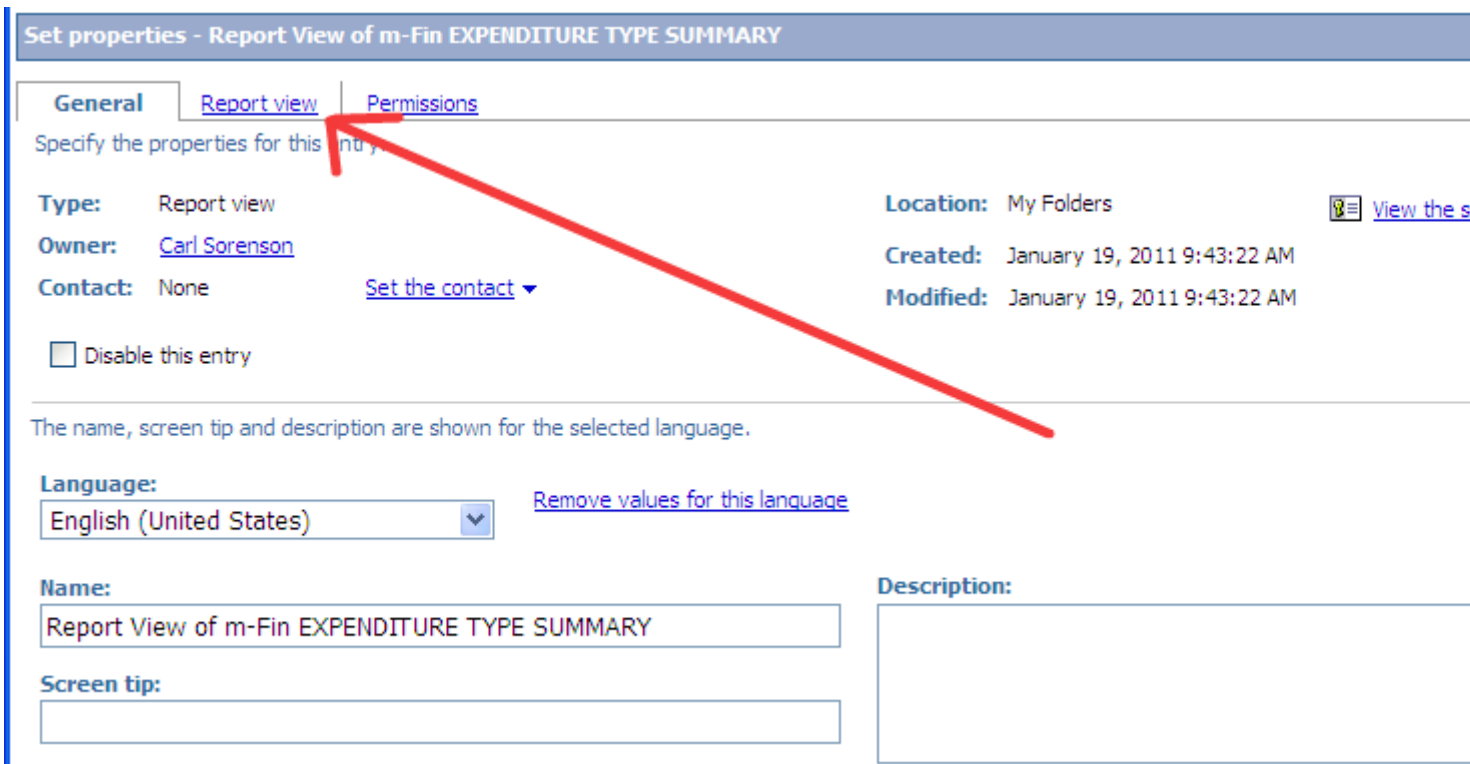 Set properties - Report View of m-Fin EXPENDITURE TYPE SUMMARY
General Report view Permissions
Specify the properties for this entry.
Type: Report view
Location: My Folders
View the s
Owner: Carl Sorenson
Created: January 19, 2011 9:43:22 AM
Contact: None Set the contact
Modified: January 19, 2011 9:43:22 AM
Disable this entry
The name, screen tip and description are shown for the selected language.
Language:
English (United States)
Remove values for this language
Name:
Report View of m-Fin EXPENDITURE TYPE SUMMARY
Description:
Screen tip: